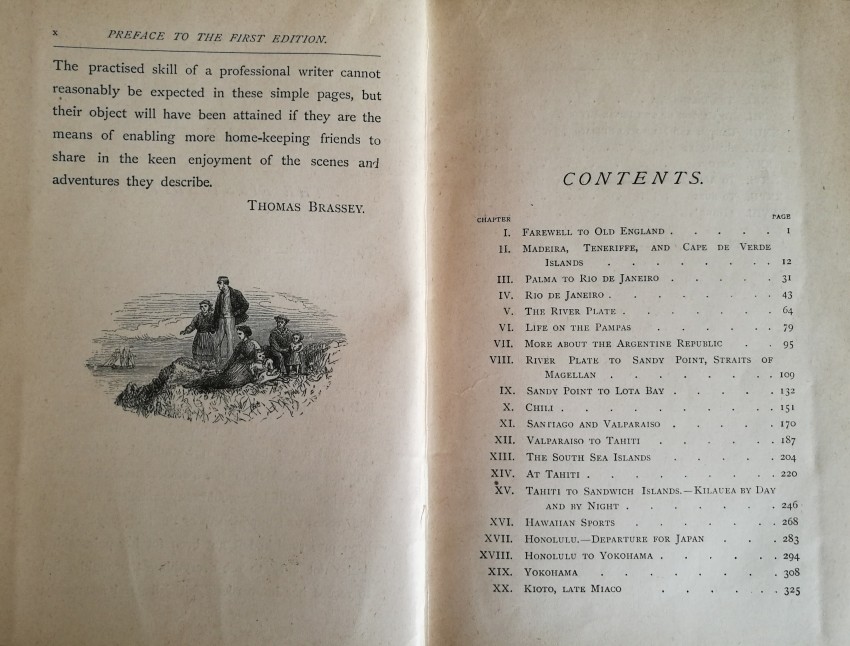 x PREFACE TO THE FIRST EDITION.
The practised skill of a professional writer cannot
reasonably be expected in these simple pages, but
their object will have been attained if they are the
means of enabling more home-keeping friends to
share in the keen enjoyment of the scenes and
adventures they describe.
THOMAS BRASSEY.
CONTENTS.
CHAPTER PAGE
I. FAREWELL TO OLD ENGLAND . . . . . 1
II. MADEIRA, TENERIFFE, AND CAPE DE VERDE
ISLANDS . . . . . . . . 12
III. PALMA TO RIO DE JANEIRO . . . . . 31
IV. RIO DE JANEIRO . . . . . . . . 43
V. THE RIVER PLATE . . . . . . . 64
VI. LIFE ON THE PAMPAS . . . . . . 79
VII. MORE ABOUT THE ARGENTINE REPUBLIC . . 95
VIII. RIVER PLATE TO SANDY POINT, STRAITS OF
MAGELLAN . . . . . . . . 109
IX. SANDY POINT TO LOTA BAY . . . . . 132
X. CHILI . . . . . . . . . . 151
XI. SANTIAGO AND VALPARAISO . . . . . 170
XII. VALPARAISO TO TAHITI . . . . . . 187
XIII. THE SOUTH SEA ISLANDS . . . . . 204
XIV. AT TAHITI . . . . . . . . . 220
XV. TAHITI TO SANDWICH ISLANDS.—KILAUEA BY DAY
AND BY NIGHT . . . . . . . 246
XVI. HAWAIIAN SPORTS . . . . . . . 268
XVII. HONOLULU.—DEPARTURE FOR JAPAN . . . 283
XVIII. HONOLULU TO YOKOHAMA . . . . . . 294
XIX. YOKOHAMA . . . . . . . . 308
XX. KIOTO, LATE MIACO . . . . . . 325